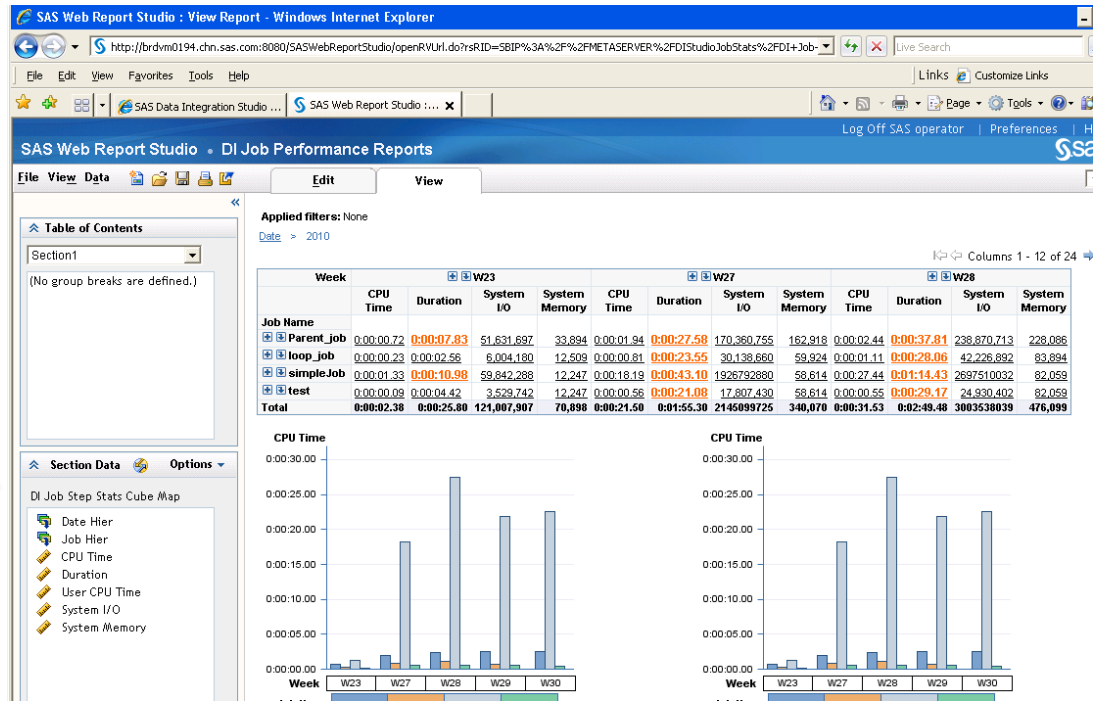 SAS Web Report Studio : View Report - Windows Internet Explorer
http://brdvm0194.chn.sas.com:8080/SASWebReportStudio/openRVUrl.do?rsRID=SBIP%3A%2F%2FMETASERVER%2FDIStudioJobStats%2FDI+Job- Live Search
File Edit View Favorites Tools Help Links Customize Links
SAS Data Integration Studio ... SAS Web Report Studio :... Page Tools
Log Off SAS operator | Preferences |
SAS Web Report Studio • DI Job Performance Reports
File View Data Edit View
Applied filters: None
Date > 2010
Table of Contents
Section1
(No group breaks are defined.)
Columns 1 - 12 of 24
Week W23 W27 W28
CPU Time Duration System I/O System Memory CPU Time Duration System I/O System Memory CPU Time Duration System I/O System Memory
Job Name
Parent_job 0:00:00.72 0:00:07.83 51,631,697 33,894 0:00:01.94 0:00:27.58 170,360,755 162,918 0:00:02.44 0:00:37.81 238,870,713 228,086
loop_job 0:00:00.23 0:00:02.56 6,004,180 12,509 0:00:00.81 0:00:23.55 30,138,660 59,924 0:00:01.11 0:00:28.06 42,226,892 83,894
simpleJob 0:00:01.33 0:00:10.98 59,842,288 12,247 0:00:18.19 0:00:43.10 1926792880 58,614 0:00:27.44 0:01:14.43 2697510032 82,059
test 0:00:00.09 0:00:04.42 3,529,742 12,247 0:00:00.56 0:00:21.08 17,807,430 58,614 0:00:00.55 0:00:29.17 24,930,402 82,059
Total 0:00:02.38 0:00:25.80 121,007,907 70,898 0:00:21.50 0:01:55.30 2145099725 340,070 0:00:31.53 0:02:49.48 3003538039 476,099
Section Data Options
DI Job Step Stats Cube Map
Date Hier
Job Hier
CPU Time
Duration
User CPU Time
System I/O
System Memory
CPU Time
0:00:30.00
0:00:25.00
0:00:20.00
0:00:15.00
0:00:10.00
0:00:05.00
0:00:00.00
Week W23 W27 W28 W29 W30
CPU Time
0:00:30.00
0:00:25.00
0:00:20.00
0:00:15.00
0:00:10.00
0:00:05.00
0:00:00.00
Week W23 W27 W28 W29 W30